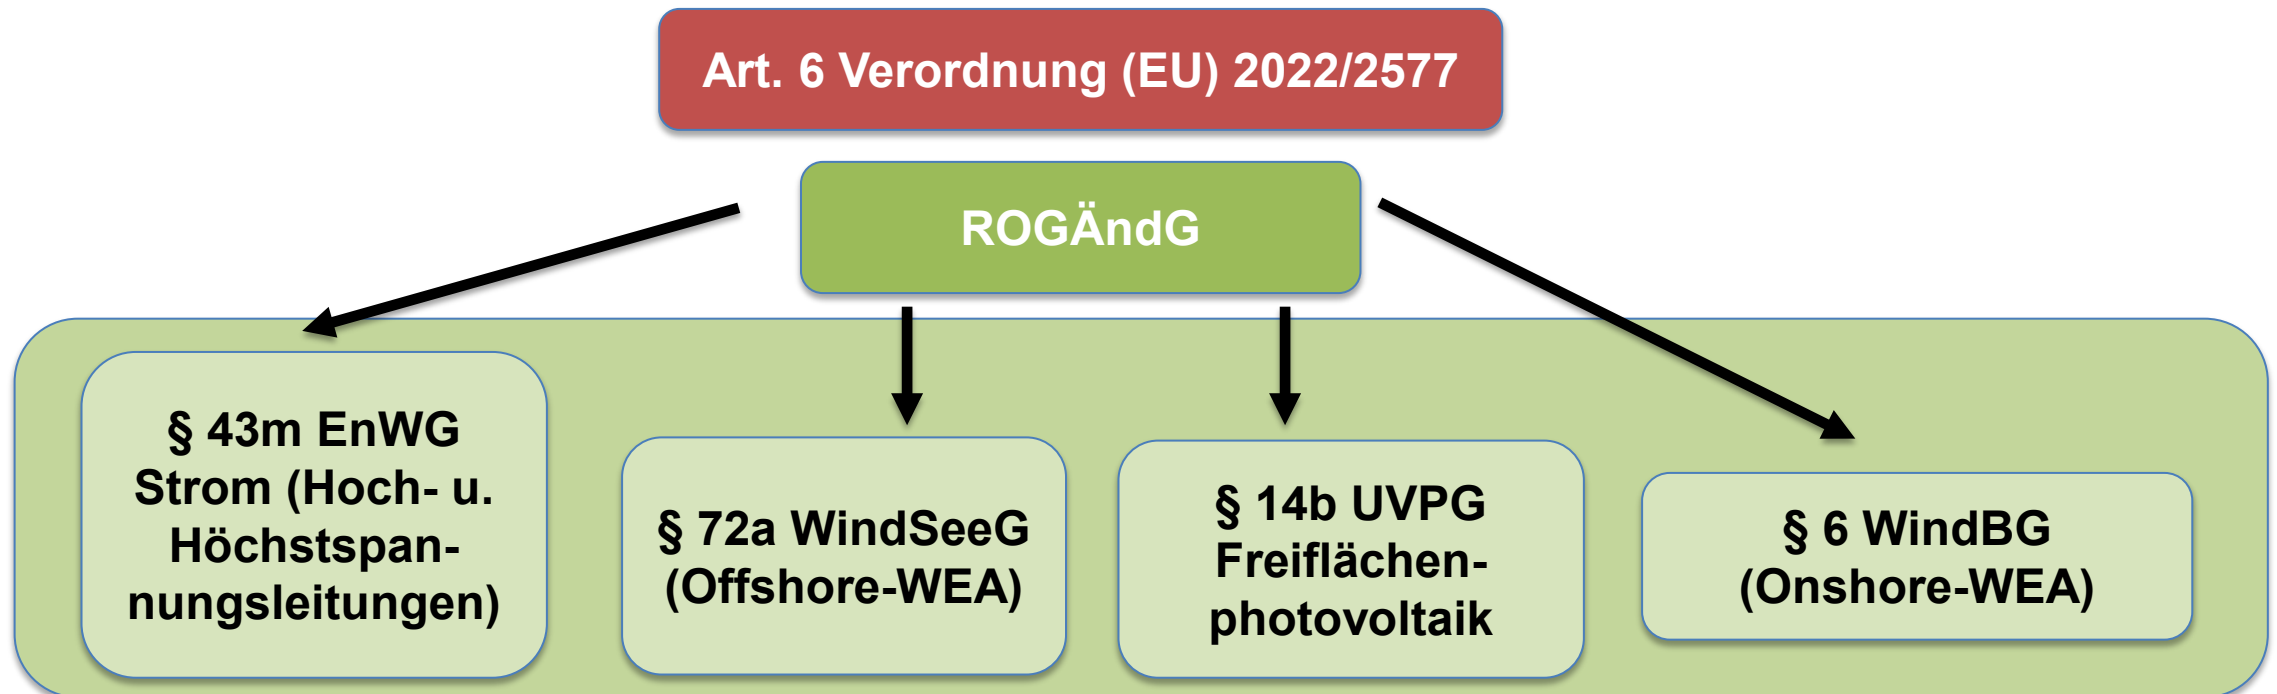 Art. 6 Verordnung (EU) 2022/2577
ROGÄndG
§ 43m EnWG
Strom (Hoch- u.
Höchstspan-
nungsleitungen)
§ 72a WindSeeG
(Offshore-WEA)
§ 14b UVPG
Freiflächen-
photovoltaik
§ 6 WindBG
(Onshore-WEA)